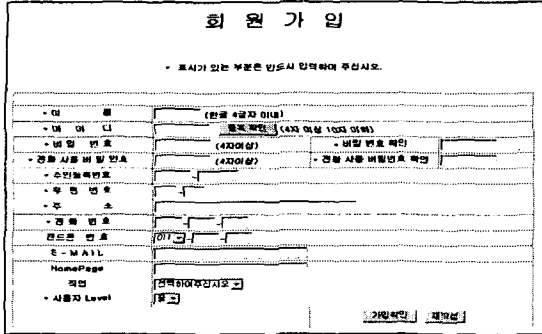 회 원 가 입
* 표시가 있는 부분은 반드시 입력하여 주십시오.
* 이 름 (한글 4글자 이내)
* 아 이 디 중복 확인 (4자 이상 10자 이하)
* 비 밀 번 호 (4자이상) * 비밀 번호 확인
* 전화 사용 비밀 번호 (4자이상) * 전화 사용 비밀번호 확인
* 주민등록번호 -
* 우 편 번 호 -
* 주 소
* 전 화 번 호 - -
핸드폰 번호 011 - -
E - M A I L
HomePage
직업 선택하여주십시오
* 사용자 Level
가입확인 재작성